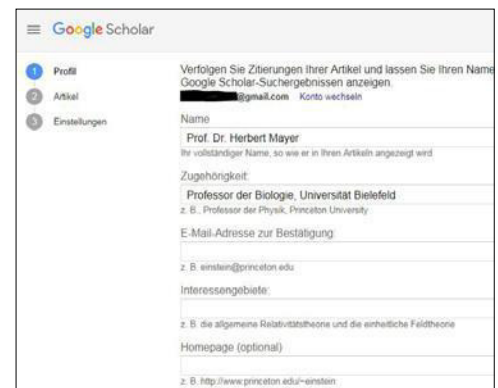 Google Scholar
1 Profil
2 Artikel
3 Einstellungen
Verfolgen Sie Zitierungen Ihrer Artikel und lassen Sie Ihren Name
Google Scholar-Suchergebnissen anzeigen.
@gmail.com Konto wechseln
Name
Prof. Dr. Herbert Mayer
Ihr vollständiger Name, so wie er in Ihren Artikeln angezeigt wird
Zugehörigkeit:
Professor der Biologie, Universität Bielefeld
z. B., Professor der Physik, Princeton University
E-Mail-Adresse zur Bestätigung
z. B. einstein@princeton.edu
Interessengebiete:
z. B. die allgemeine Relativitätstheorie und die einheitliche Feldtheorie
Homepage (optional)
z. B. http://www.princeton.edu/~einstein